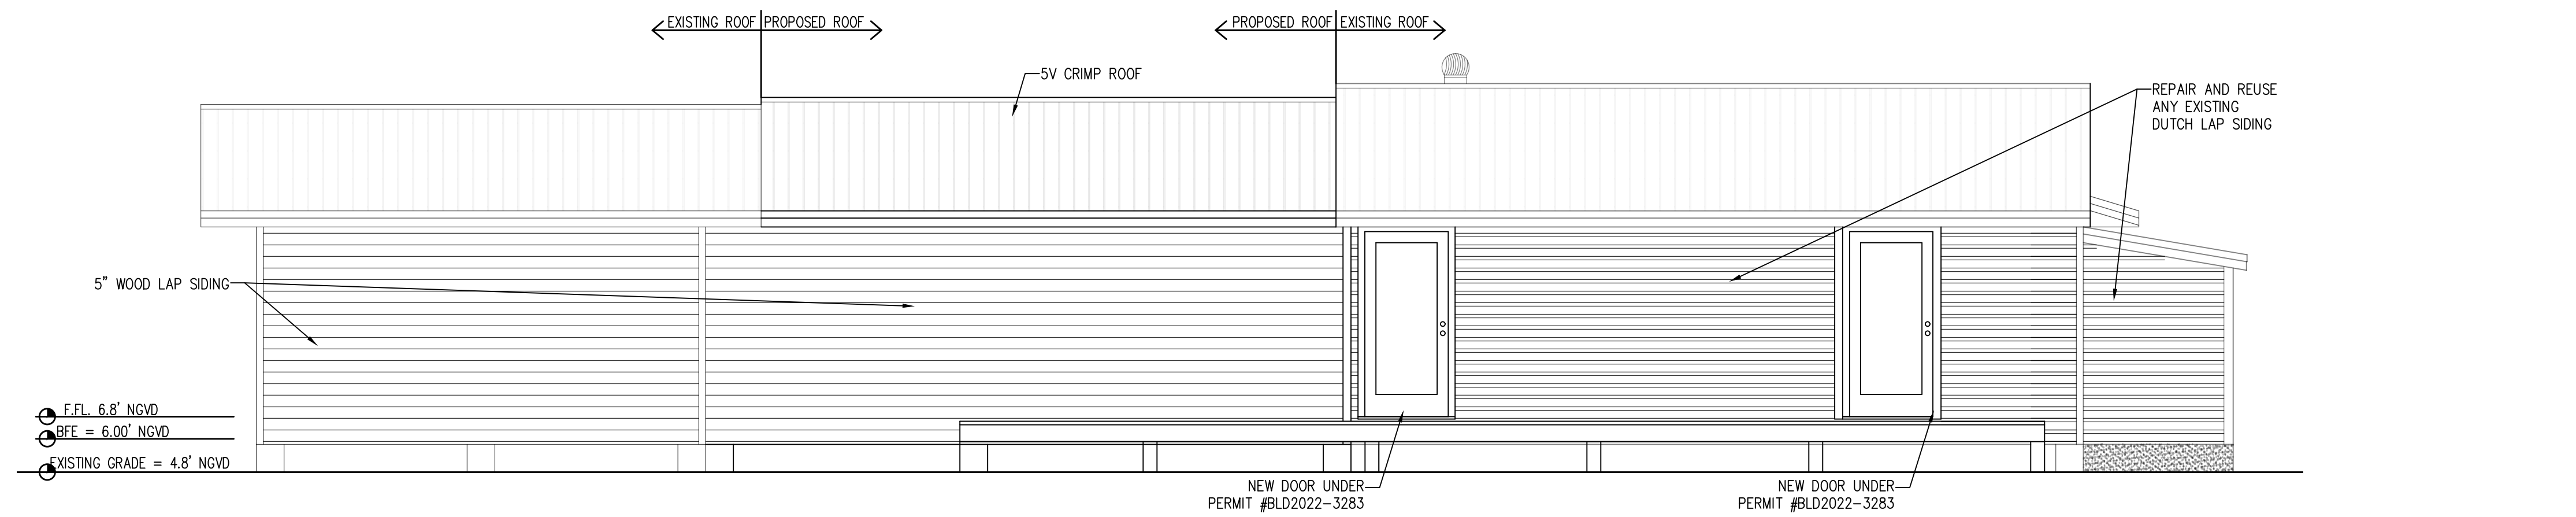 EXISTING ROOF PROPOSED ROOF
PROPOSED ROOF EXISTING ROOF
5V CRIMP ROOF
REPAIR AND REUSE
ANY EXISTING
DUTCH LAP SIDING
5" WOOD LAP SIDING
F.FL. 6.8' NGVD
BFE = 6.00' NGVD
EXISTING GRADE = 4.8' NGVD
NEW DOOR UNDER
PERMIT #BLD2022-3283
NEW DOOR UNDER
PERMIT #BLD2022-3283